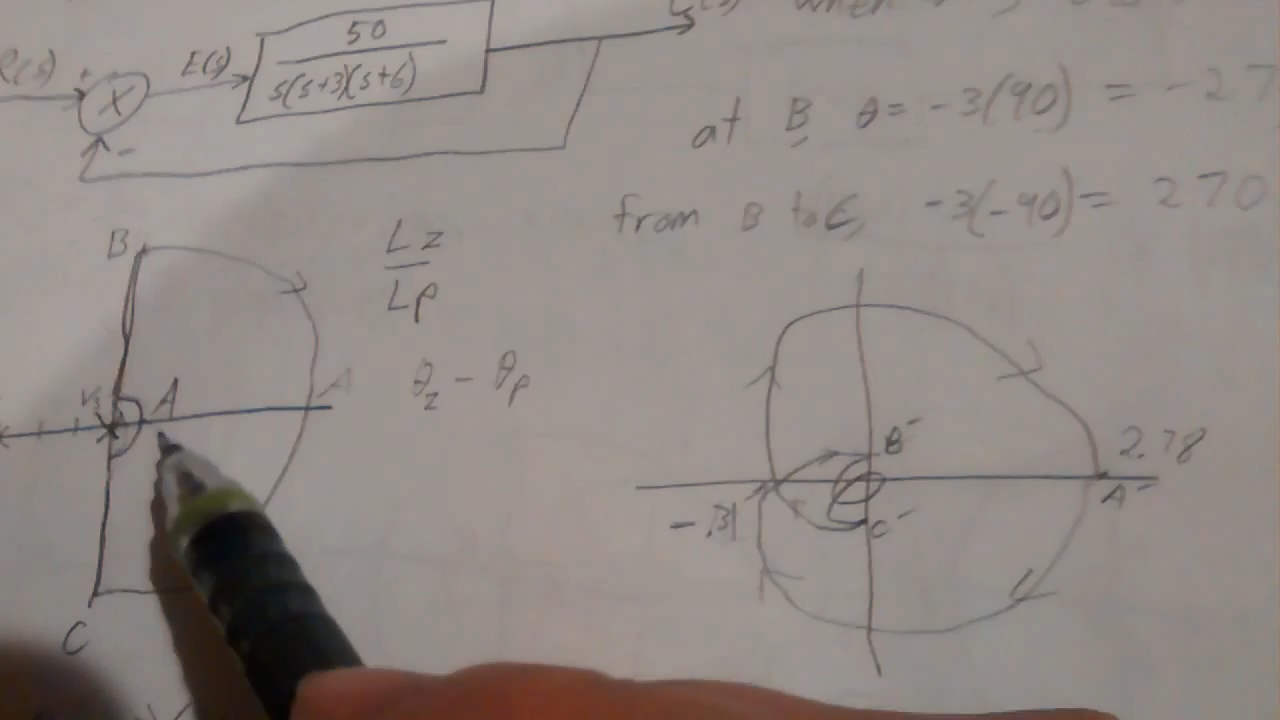 when
R(s) + E(s) 50
s(s+3)(s+6)
X
-
at B θ = -3(90) = -27
from B to C, -3(-90) = 270
B
Lz
Lp
A A
θz - θp
B'
2.78
A'
-.31
C'
C